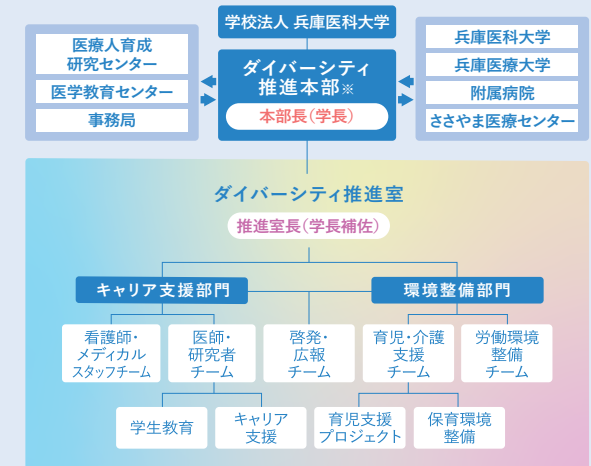 学校法人 兵庫医科大学
医療人育成
研究センター
医学教育センター
事務局
ダイバーシティ
推進本部※
本部長(学長)
兵庫医科大学
兵庫医療大学
附属病院
ささやま医療センター
ダイバーシティ推進室
推進室長(学長補佐)
キャリア支援部門
環境整備部門
看護師・
メディカル
スタッフチーム
医師・
研究者
チーム
啓発・
広報
チーム
育児・介護
支援
チーム
労働環境
整備
チーム
学生教育
キャリア
支援
育児支援
プロジェクト
保育環境
整備